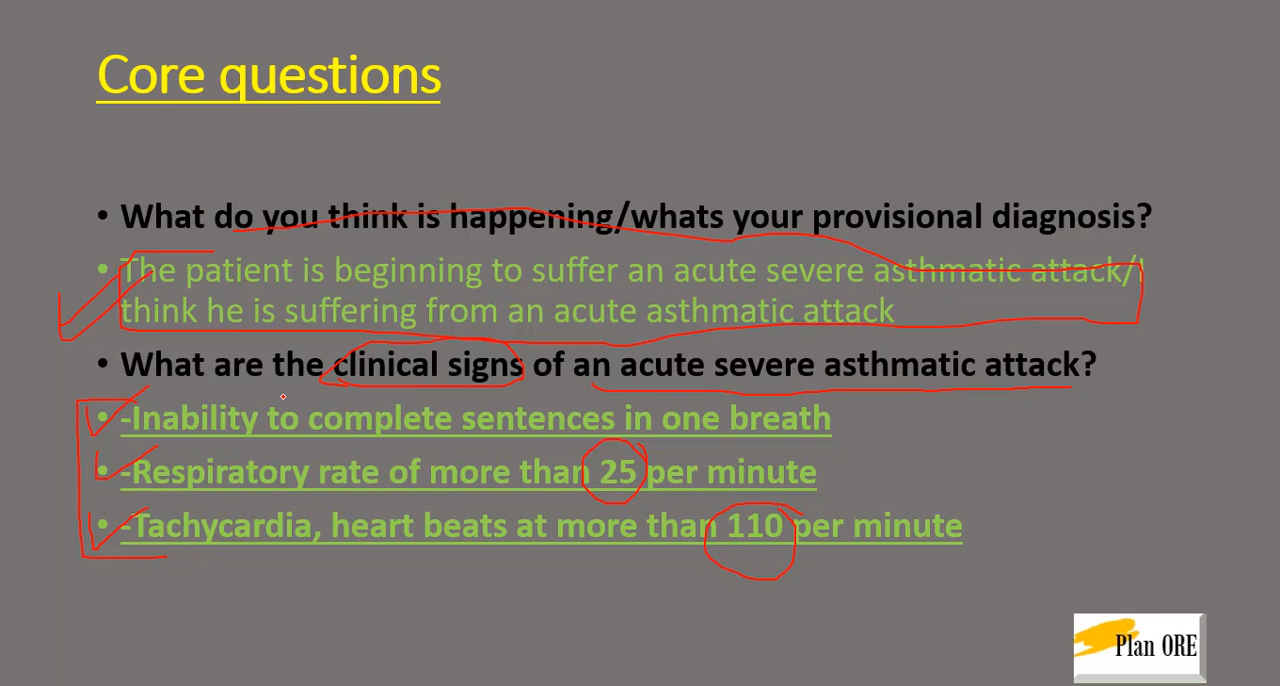 Core questions
• What do you think is happening/whats your provisional diagnosis?
• The patient is beginning to suffer an acute severe asthmatic attack/I
think he is suffering from an acute asthmatic attack
• What are the clinical signs of an acute severe asthmatic attack?
• -Inability to complete sentences in one breath
• -Respiratory rate of more than 25 per minute
• -Tachycardia, heart beats at more than 110 per minute
Plan ORE